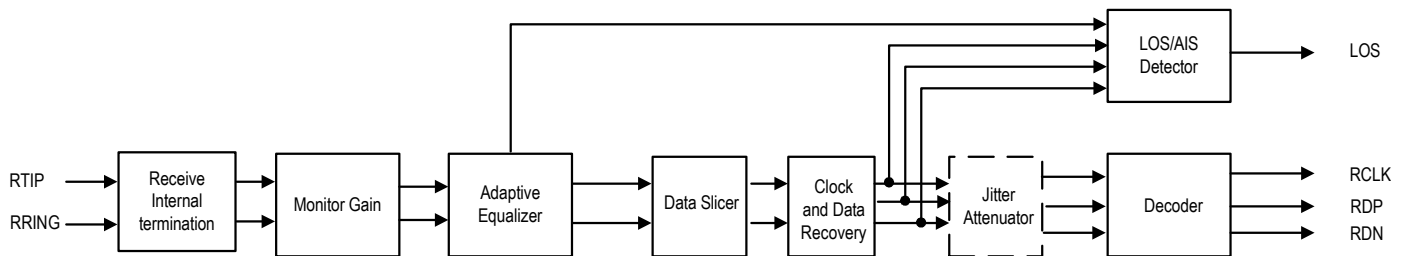 LOS/AIS
Detector
LOS
RTIP
RRING
Receive
Internal
termination
Monitor Gain
Adaptive
Equalizer
Data Slicer
Clock
and Data
Recovery
Jitter
Attenuator
Decoder
RCLK
RDP
RDN